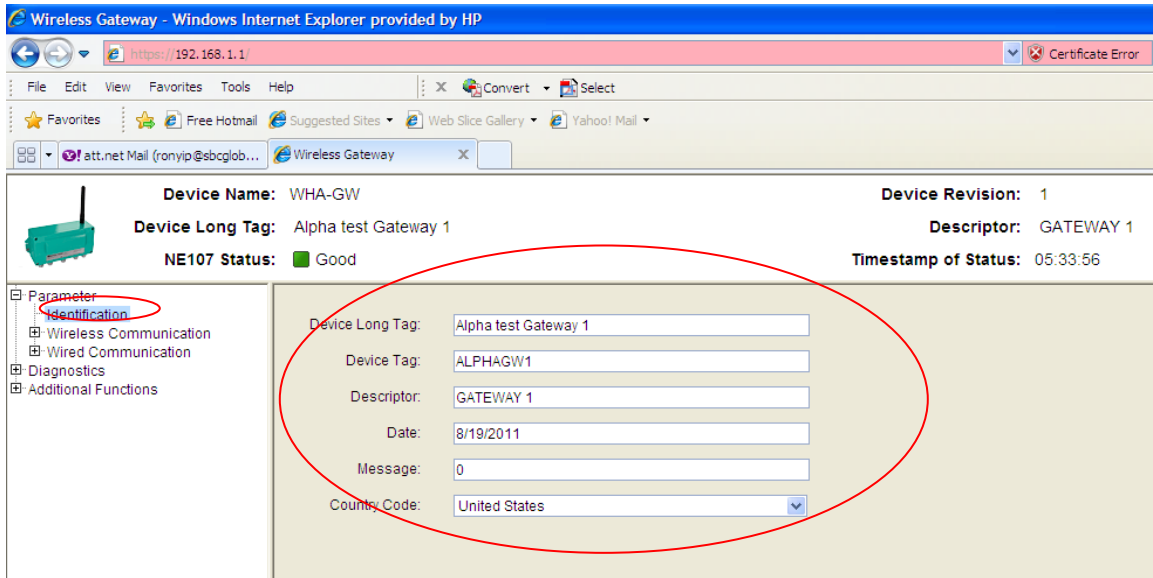 Wireless Gateway - Windows Internet Explorer provided by HP
https://192.168.1.1/ Certificate Error
File Edit View Favorites Tools Help X Convert Select
Favorites Free Hotmail Suggested Sites Web Slice Gallery Yahoo! Mail
att.net Mail (ronyip@sbcglob... Wireless Gateway X
Device Name: WHA-GW Device Revision: 1
Device Long Tag: Alpha test Gateway 1 Descriptor: GATEWAY 1
NE107 Status: Good Timestamp of Status: 05:33:56
Parameter
Identification
Wireless Communication
Wired Communication
Diagnostics
Additional Functions
Device Long Tag: Alpha test Gateway 1
Device Tag: ALPHAGW1
Descriptor: GATEWAY 1
Date: 8/19/2011
Message: 0
Country Code: United States